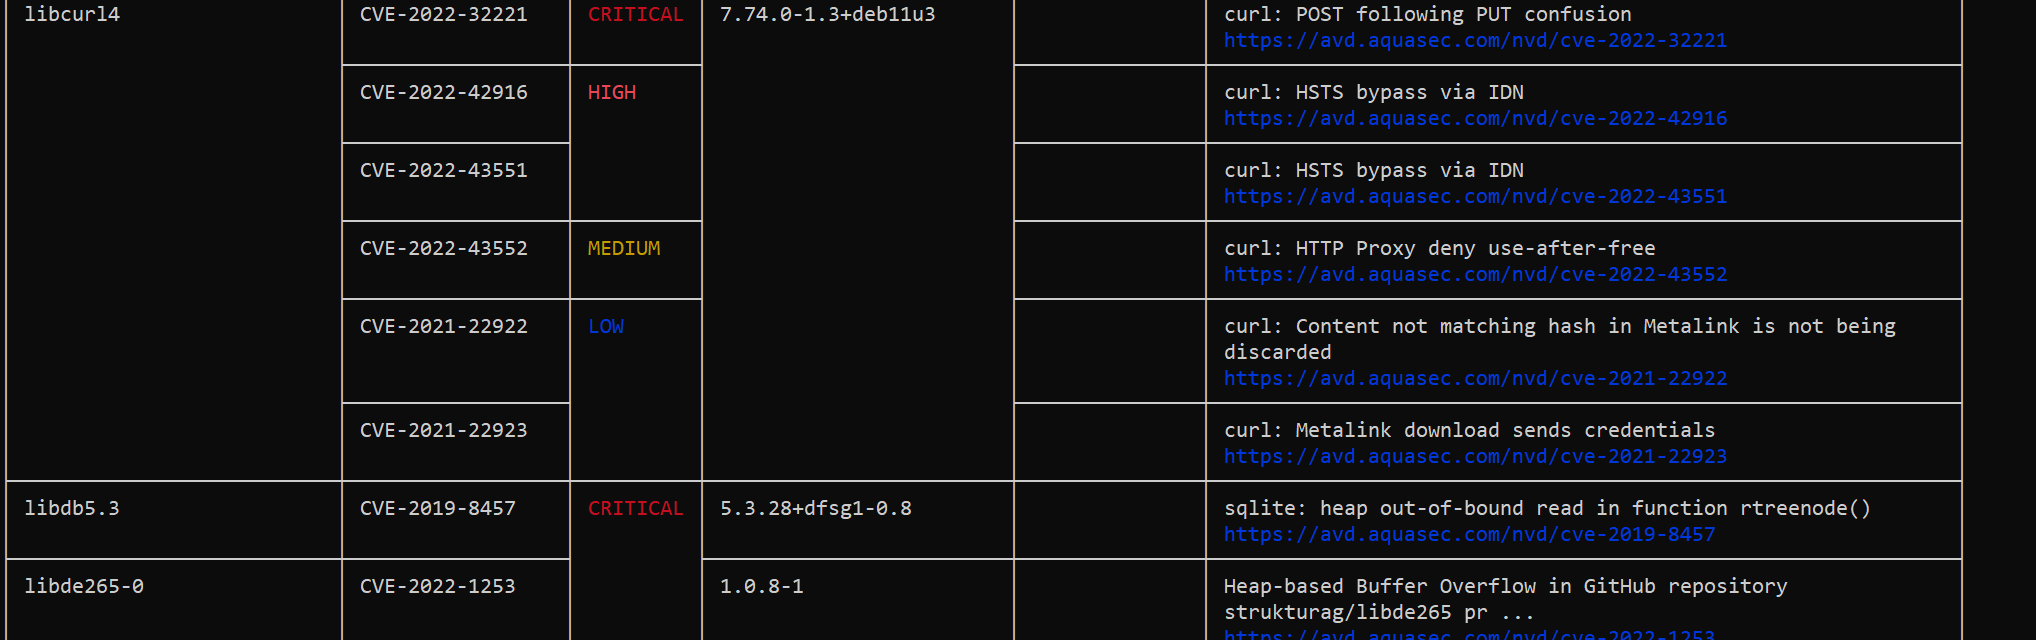 libcurl4 CVE-2022-32221 CRITICAL 7.74.0-1.3+deb11u3 curl: POST following PUT confusion
https://avd.aquasec.com/nvd/cve-2022-32221
CVE-2022-42916 HIGH curl: HSTS bypass via IDN
https://avd.aquasec.com/nvd/cve-2022-42916
CVE-2022-43551 curl: HSTS bypass via IDN
https://avd.aquasec.com/nvd/cve-2022-43551
CVE-2022-43552 MEDIUM curl: HTTP Proxy deny use-after-free
https://avd.aquasec.com/nvd/cve-2022-43552
CVE-2021-22922 LOW curl: Content not matching hash in Metalink is not being
discarded
https://avd.aquasec.com/nvd/cve-2021-22922
CVE-2021-22923 curl: Metalink download sends credentials
https://avd.aquasec.com/nvd/cve-2021-22923
libdb5.3 CVE-2019-8457 CRITICAL 5.3.28+dfsg1-0.8 sqlite: heap out-of-bound read in function rtreenode()
https://avd.aquasec.com/nvd/cve-2019-8457
libde265-0 CVE-2022-1253 1.0.8-1 Heap-based Buffer Overflow in GitHub repository
strukturag/libde265 pr ...
https://avd.aquasec.com/nvd/cve-2022-1253